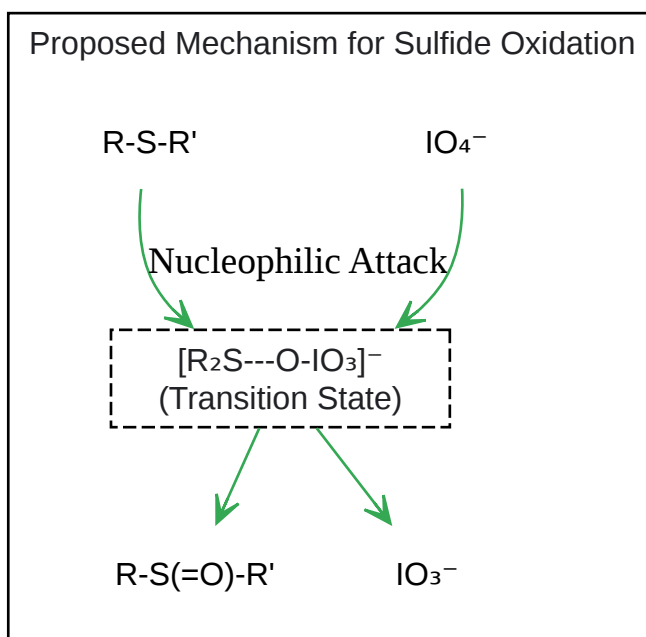 Proposed Mechanism for Sulfide Oxidation
R-S-R' IO₄⁻
Nucleophilic Attack
[R₂S---O-IO₃]⁻
(Transition State)
R-S(=O)-R' IO₃⁻